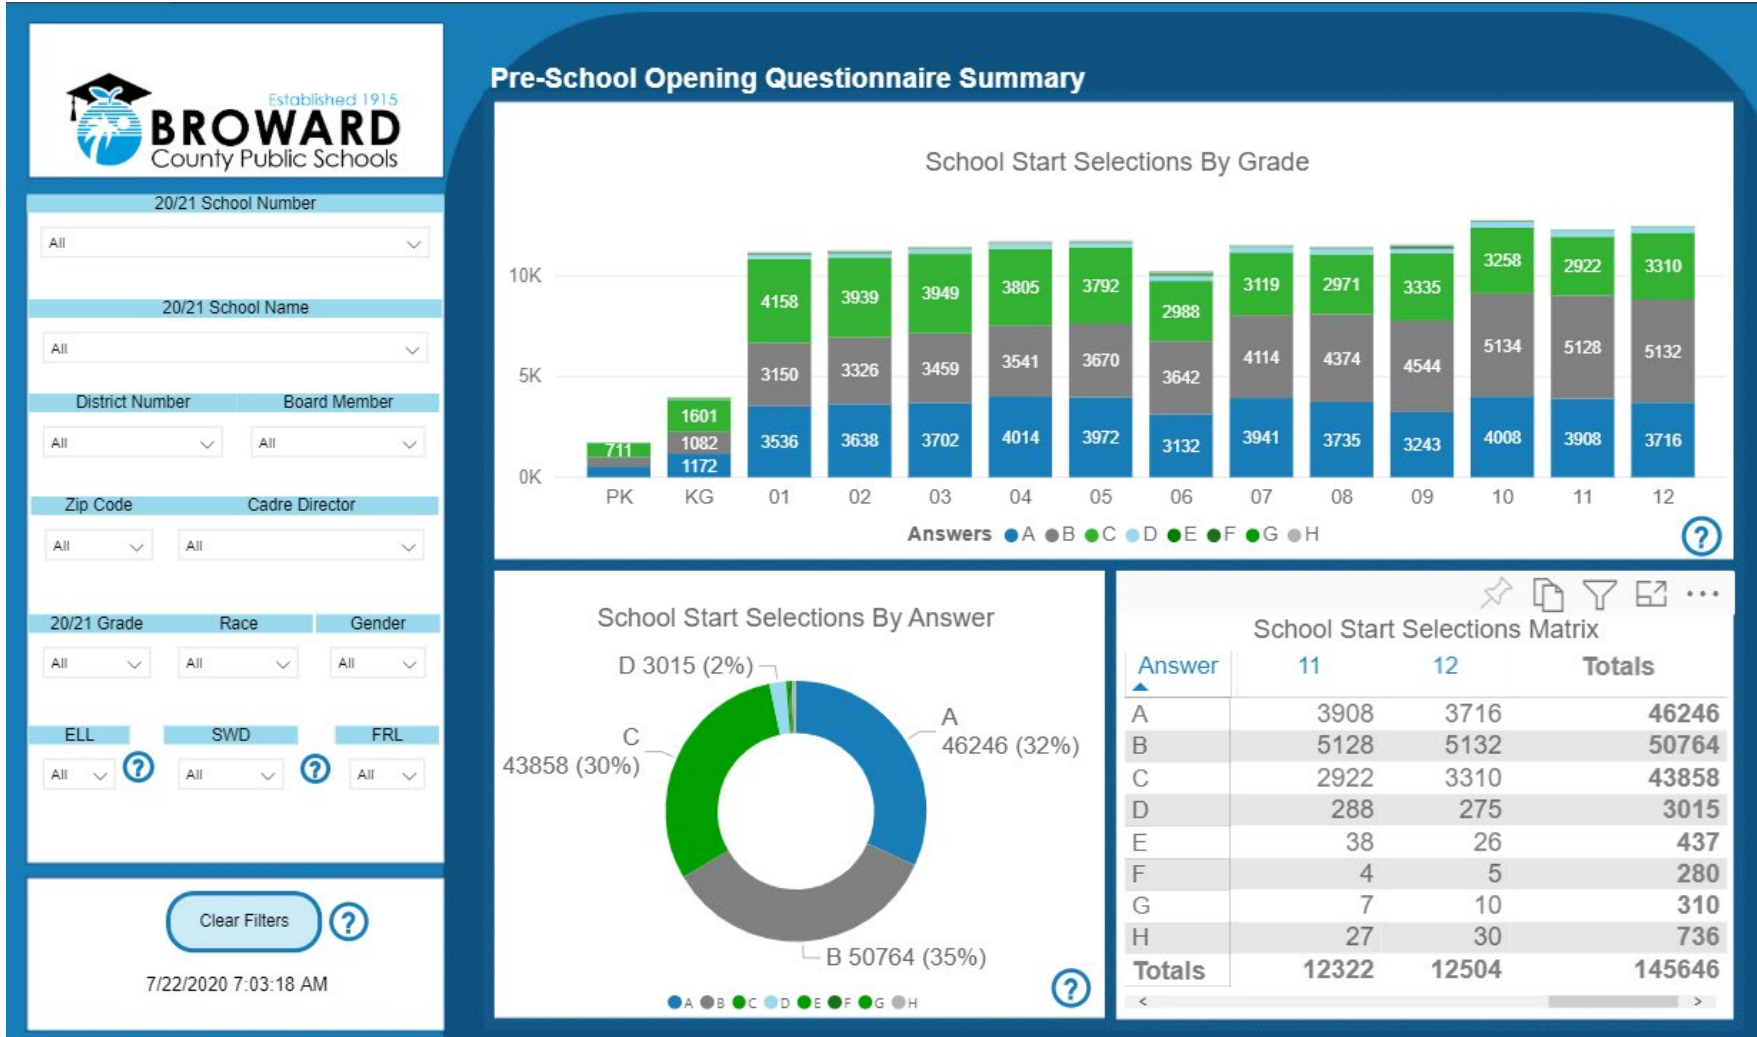 Established 1915
BROWARD
County Public Schools
20/21 School Number
All
20/21 School Name
All
District Number Board Member
All All
Zip Code Cadre Director
All All
20/21 Grade Race Gender
All All All
ELL SWD FRL
All ? All ? All
Clear Filters ?
7/22/2020 7:03:18 AM
Pre-School Opening Questionnaire Summary
School Start Selections By Grade
10K
5K
0K
711
1601
1082
1172
4158
3150
3536
3939
3326
3638
3949
3459
3702
3805
3541
4014
3792
3670
3972
2988
3642
3132
3119
4114
3941
2971
4374
3735
3335
4544
3243
3258
5134
4008
2922
5128
3908
3310
5132
3716
PK KG 01 02 03 04 05 06 07 08 09 10 11 12
Answers A B C D E F G H
?
School Start Selections By Answer
D 3015 (2%)
C
43858 (30%)
A
46246 (32%)
B 50764 (35%)
A B C D E F G H
?
School Start Selections Matrix
Answer 11 12 Totals
A 3908 3716 46246
B 5128 5132 50764
C 2922 3310 43858
D 288 275 3015
E 38 26 437
F 4 5 280
G 7 10 310
H 27 30 736
Totals 12322 12504 145646